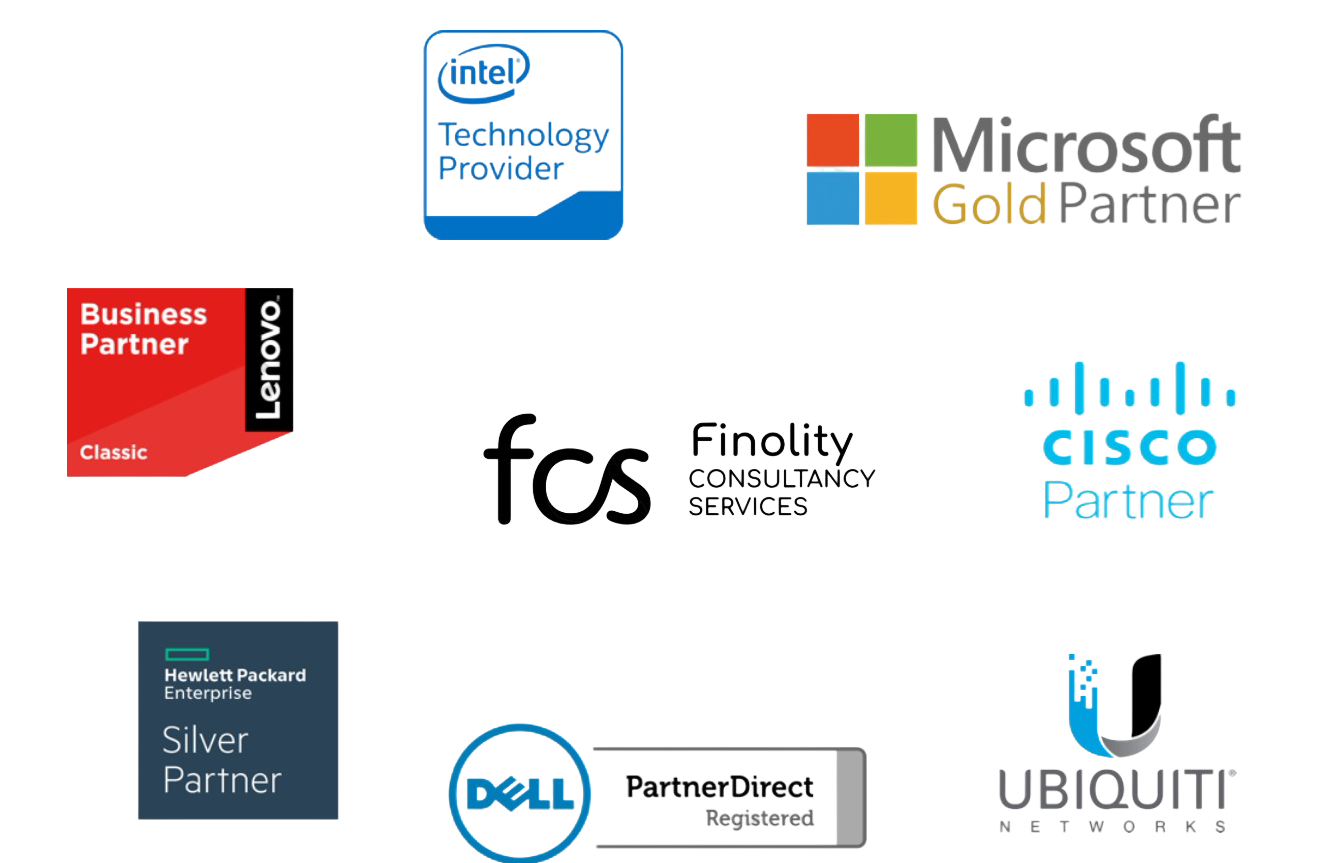 intel
Technology
Provider
Microsoft
Gold Partner
Business
Partner
Lenovo™
Classic
fcs
Finolity
CONSULTANCY
SERVICES
CISCO
Partner
Hewlett Packard
Enterprise
Silver
Partner
DELL
PartnerDirect
Registered
UBIQUITI®
NETWORKS